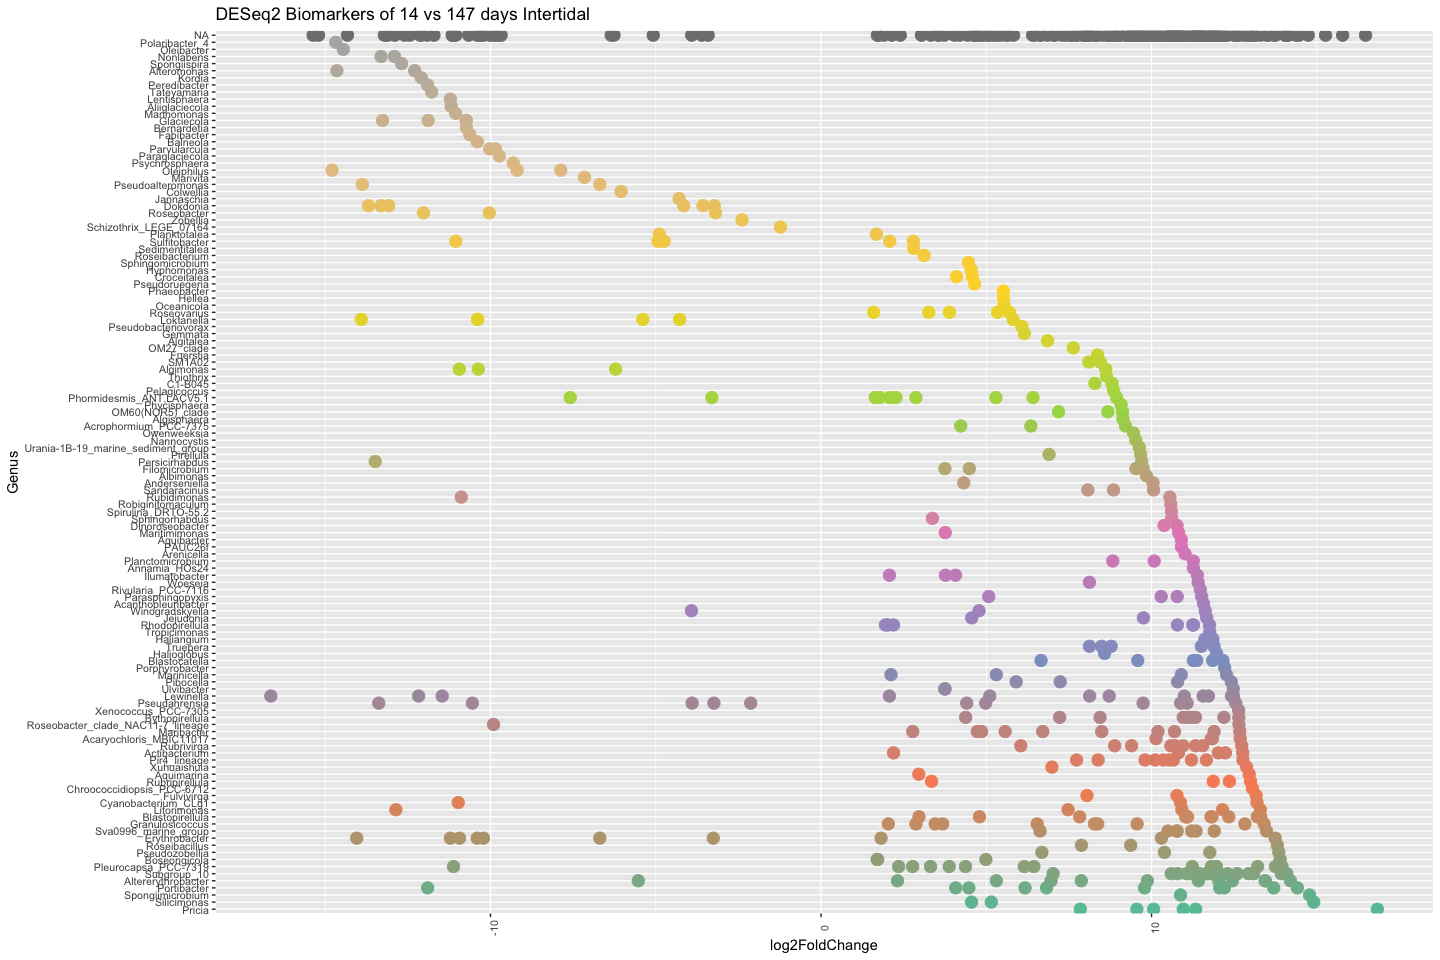 DESeq2 Biomarkers of 14 vs 147 days Intertidal
NA
Polaribacter_4
Oleibacter
Nonlabens
Spongiispira
Alteromonas
Kordia
Peredibacter
Tateyamaria
Lentisphaera
Aliiglaciecola
Marinomonas
Glaciecola
Bernardetia
Fabibacter
Balneola
Parvularcula
Paraglaciecola
Psychrosphaera
Oleiphilus
Marivita
Pseudoalteromonas
Colwellia
Jannaschia
Dokdonia
Roseobacter
Zobellia
Schizothrix_LEGE_07164
Planktotalea
Sulfitobacter
Sedimentitalea
Roseibacterium
Sphingomicrobium
Hyphomonas
Croceitalea
Pseudoruegeria
Phaeobacter
Hellea
Oceanicola
Roseovarius
Loktanella
Pseudobacteriovorax
Gemmata
Algitalea
OM27_clade
Fuerstia
SM1A02
Algimonas
Thiothrix
C1-B045
Pelagicoccus
Phormidesmis_ANT.LACV5.1
Phycisphaera
OM60(NOR5)_clade
Algisphaera
Acrophormium_PCC-7375
Owenweeksia
Nannocystis
Urania-1B-19_marine_sediment_group
Pirellula
Persicirhabdus
Filomicrobium
Albimonas
Anderseniella
Sandaracinus
Rubidimonas
Robiginitomaculum
Spirulina_DRTO-55.2
Sphingorhabdus
Dinoroseobacter
Maritimimonas
Aquibacter
PAUC26f
Arenicella
Planctomicrobium
Annamia_HOs24
Ilumatobacter
Woeseia
Rivularia_PCC-7116
Parasphingopyxis
Acanthopleuribacter
Winogradskyella
Jejudonia
Rhodopirellula
Tropicimonas
Haliangium
Truepera
Halioglobus
Blastocatella
Porphyrobacter
Marinicella
Pibocella
Ulvibacter
Lewinella
Pseudahrensia
Xenococcus_PCC-7305
Bythopirellula
Roseobacter_clade_NAC11-7_lineage
Maribacter
Acaryochloris_MBIC11017
Rubrivirga
Actibacterium
Pir4_lineage
Xuhuaishuia
Aquimarina
Rubripirellula
Chroococcidiopsis_PCC-6712
Fulvivirga
Cyanobacterium_CLg1
Litorimonas
Blastopirellula
Granulosicoccus
Sva0996_marine_group
Erythrobacter
Roseibacillus
Pseudozobellia
Boseongicola
Pleurocapsa_PCC-7319
Subgroup_10
Altererythrobacter
Portibacter
Spongiimicrobium
Silicimonas
Pricia
Genus
-10
0
10
log2FoldChange